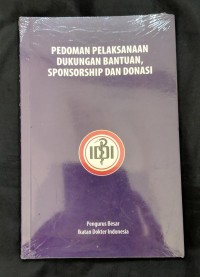 PEDOMAN PELAKSANAAN
DUKUNGAN BANTUAN,
SPONSORSHIP DAN DONASI
IDI
Pengurus Besar
Ikatan Dokter Indonesia